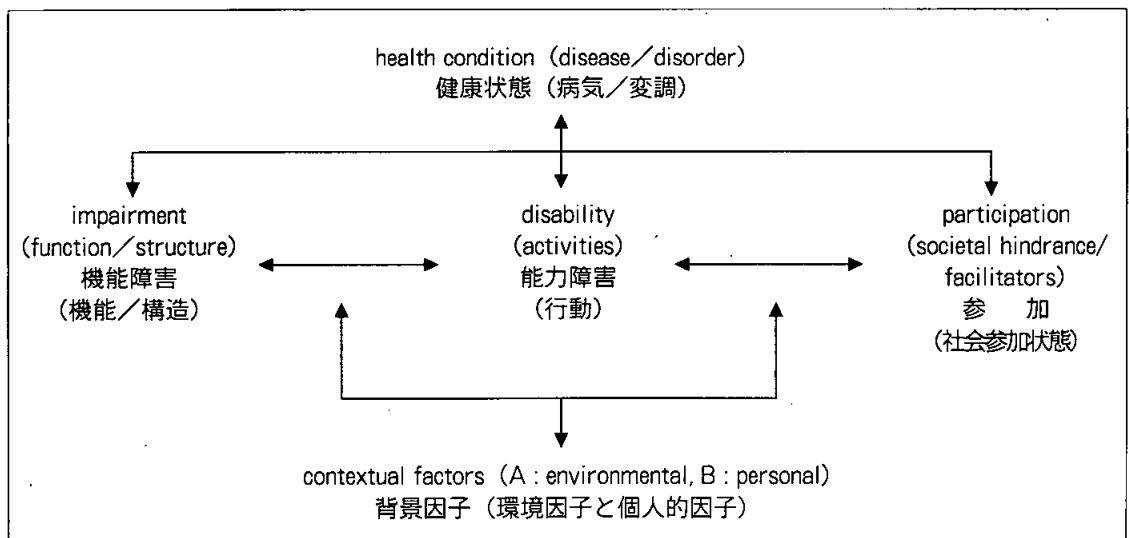 health condition (disease／disorder)
健康状態（病気／変調）
impairment
(function／structure)
機能障害
（機能／構造）
disability
(activities)
能力障害
（行動）
participation
(societal hindrance/
facilitators)
参　加
（社会参加状態）
contextual factors (A : environmental, B : personal)
背景因子（環境因子と個人的因子）